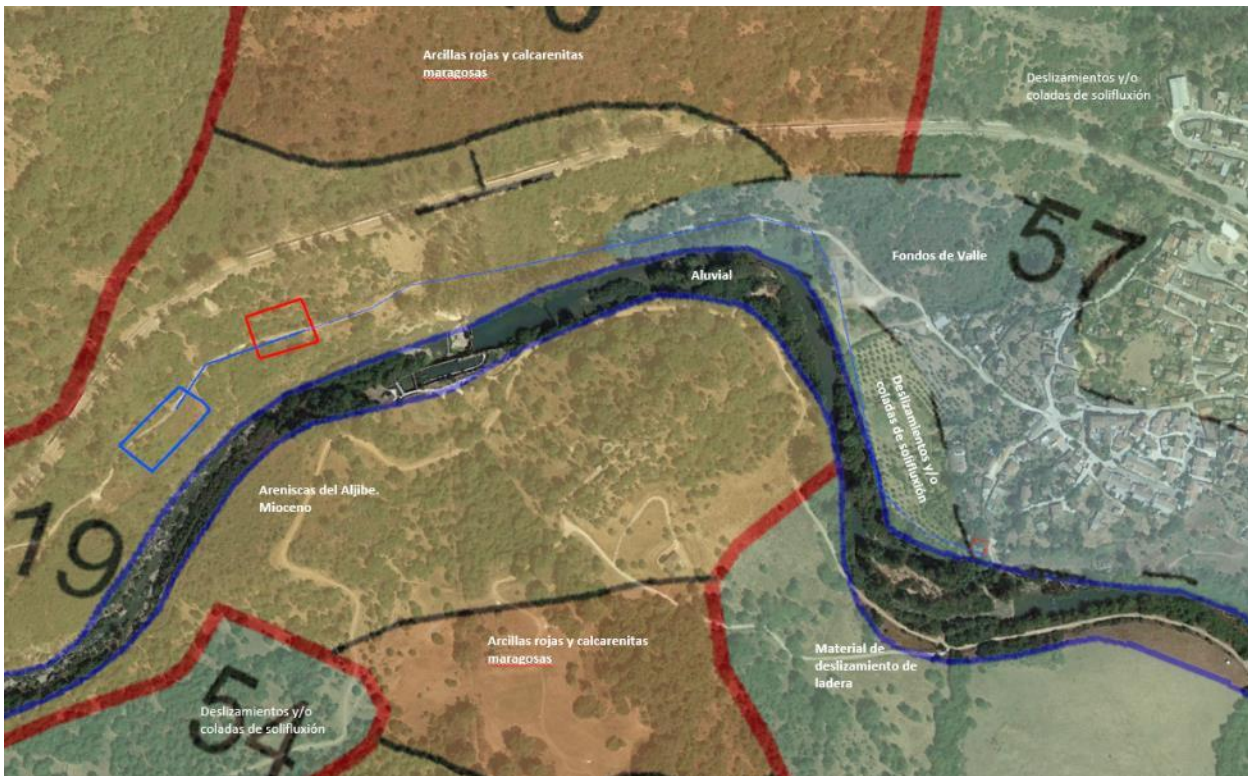 Arcillas rojas y calcarenitas
maragosas
Deslizamientos y/o
coladas de solifluxión
57
Fondos de Valle
Aluvial
Deslizamientos y/o
coladas de solifluxión
Areniscas del Aljibe.
Mioceno
19
Arcillas rojas y calcarenitas
maragosas
Material de
deslizamiento de
ladera
54
Deslizamientos y/o
coladas de solifluxión